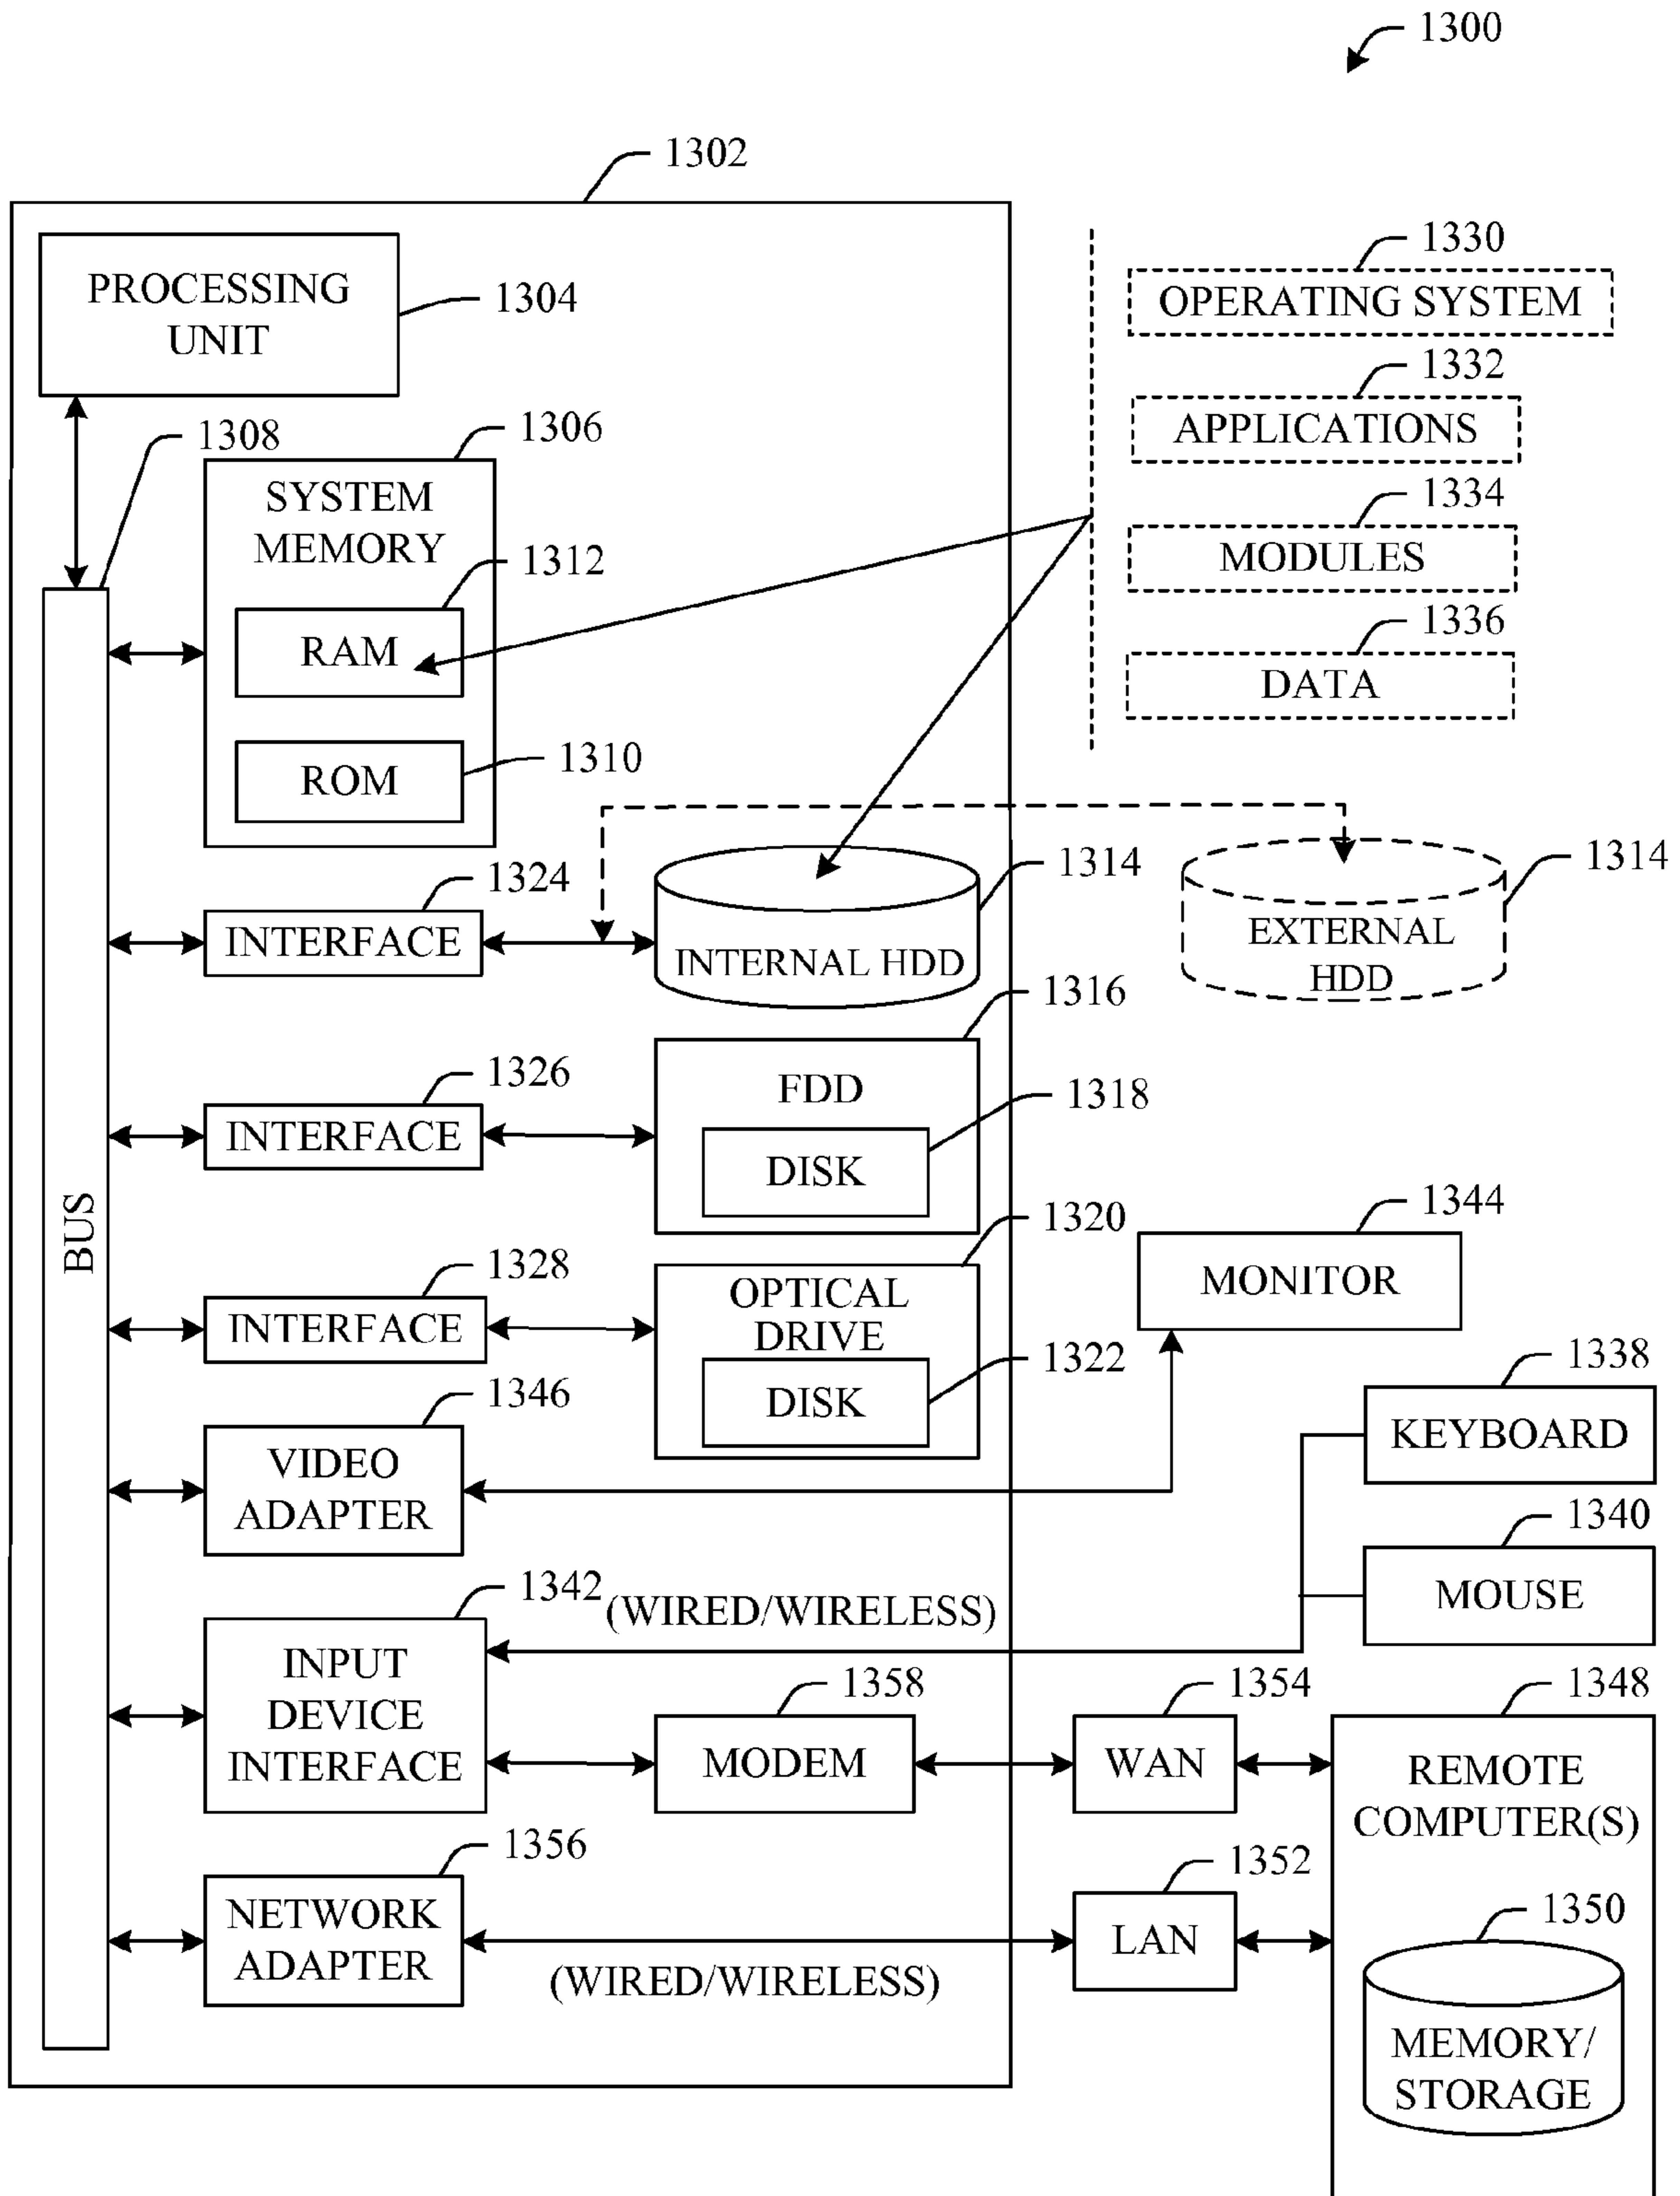 1300
1302
PROCESSING
UNIT
1304
1330
OPERATING SYSTEM
1332
APPLICATIONS
1334
MODULES
1336
DATA
1308
1306
SYSTEM
MEMORY
1312
RAM
1310
ROM
1324
INTERFACE
1314
INTERNAL HDD
1314
EXTERNAL
HDD
1316
FDD
1326
INTERFACE
1318
DISK
BUS
1320
OPTICAL
DRIVE
1328
INTERFACE
1322
DISK
1344
MONITOR
1338
KEYBOARD
1346
VIDEO
ADAPTER
1340
MOUSE
1342
(WIRED/WIRELESS)
INPUT
DEVICE
INTERFACE
1358
MODEM
1354
WAN
1348
REMOTE
COMPUTER(S)
1356
NETWORK
ADAPTER
(WIRED/WIRELESS)
1352
LAN
1350
MEMORY/
STORAGE